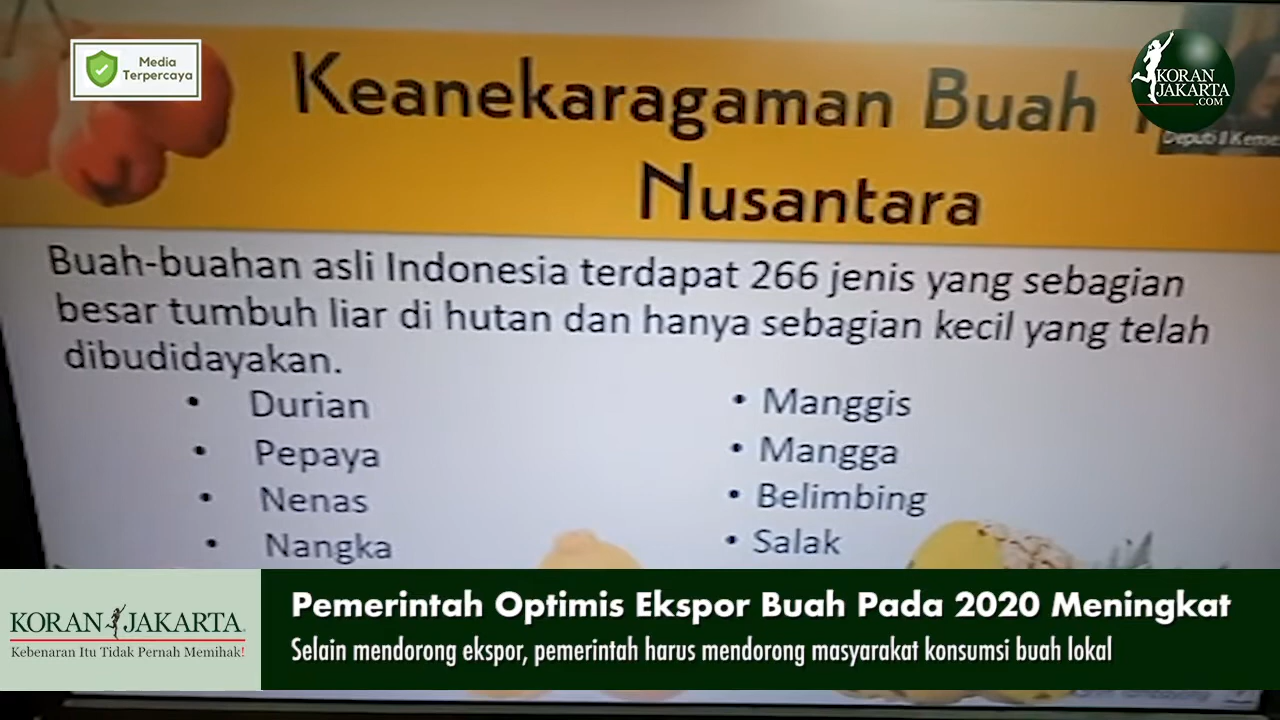 Media
Terpercaya
KORAN
JAKARTA
.COM
Keanekaragaman Buah
Nusantara
Deputi II
Buah-buahan asli Indonesia terdapat 266 jenis yang sebagian
besar tumbuh liar di hutan dan hanya sebagian kecil yang telah
dibudidayakan.
• Durian
• Pepaya
• Nenas
• Nangka
• Manggis
• Mangga
• Belimbing
• Salak
KORAN JAKARTA
Kebenaran Itu Tidak Pernah Memihak!
Pemerintah Optimis Ekspor Buah Pada 2020 Meningkat
Selain mendorong ekspor, pemerintah harus mendorong masyarakat konsumsi buah lokal